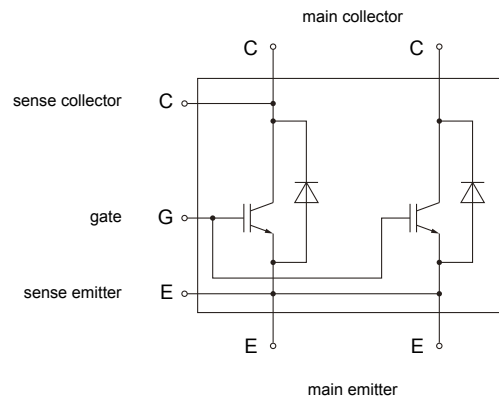 main collector
C C
sense collector C
gate G
sense emitter E
E E
main emitter